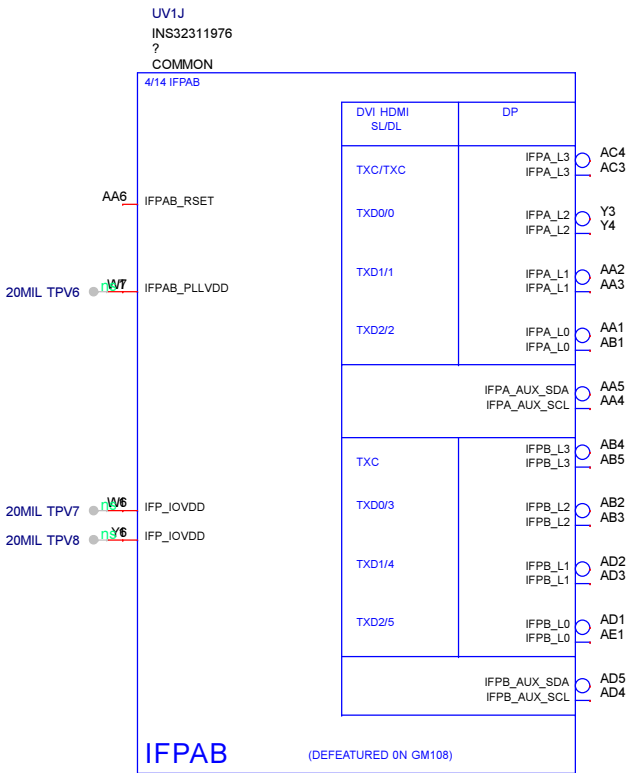 UV1J
INS32311976
?
COMMON
4/14 IFPAB
DVI HDMI
SL/DL
DP
IFPA_L3 AC4
TXC/TXC IFPA_L3 AC3
AA6 IFPAB_RSET
TXD0/0 IFPA_L2 Y3
IFPA_L2 Y4
20MIL TPV6 ns W7 IFPAB_PLLVDD
TXD1/1 IFPA_L1 AA2
IFPA_L1 AA3
TXD2/2 IFPA_L0 AA1
IFPA_L0 AB1
IFPA_AUX_SDA AA5
IFPA_AUX_SCL AA4
IFPB_L3 AB4
TXC IFPB_L3 AB5
20MIL TPV7 ns W6 IFP_IOVDD
TXD0/3 IFPB_L2 AB2
IFPB_L2 AB3
20MIL TPV8 ns Y6 IFP_IOVDD
TXD1/4 IFPB_L1 AD2
IFPB_L1 AD3
TXD2/5 IFPB_L0 AD1
IFPB_L0 AE1
IFPB_AUX_SDA AD5
IFPB_AUX_SCL AD4
IFPAB
(DEFEATURED 0N GM108)